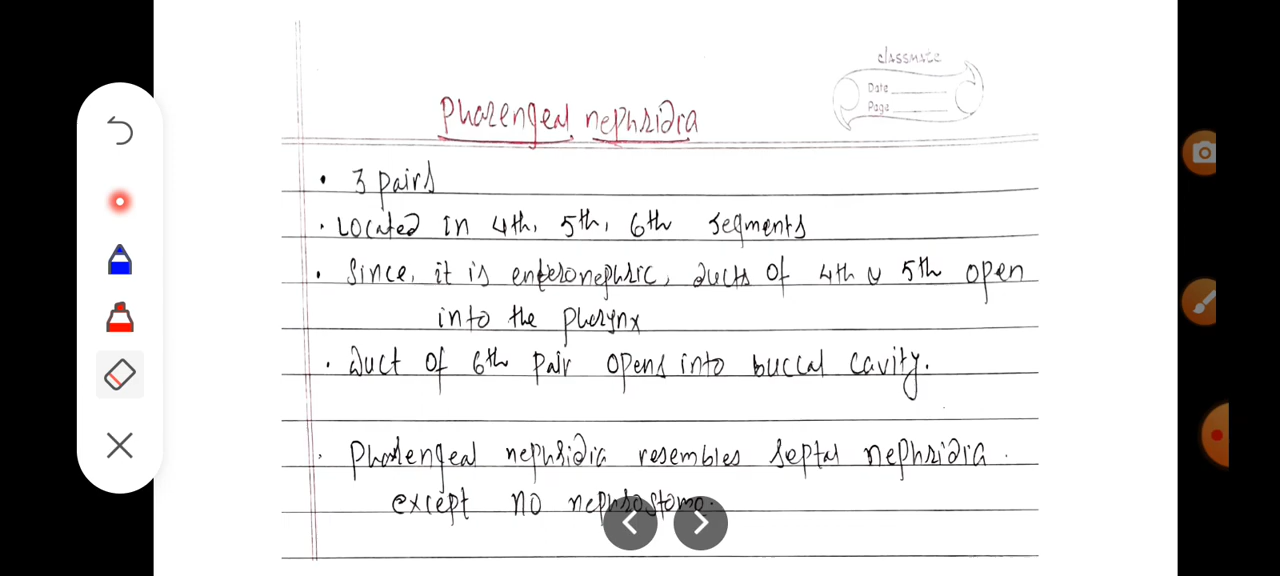 classmate
Date
Page
Pharengeal nephridia
• 3 pairs
• Located in 4th, 5th, 6th segments
• Since, it is enteronephric, ducts of 4th & 5th open
into the pharynx
• Duct of 6th pair opens into buccal cavity.
• Pharengeal nephridia resembles septal nephridia
except no nephrostome.